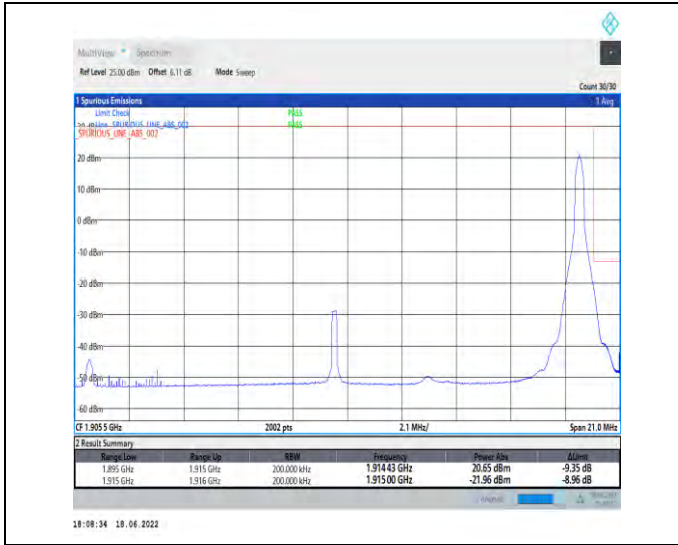 MultiView Spectrum
Ref Level 25.00 dBm Offset 6.11 dB Mode Sweep
Count 30/30
1 Spurious Emissions 1 Avg
Limit Check PASS
Line _SPURIOUS_LINE_ABS_002 PASS
SPURIOUS_LINE_ABS_002
20 dBm
10 dBm
0 dBm
-10 dBm
-20 dBm
-30 dBm
-40 dBm
-50 dBm
-60 dBm
CF 1.905 5 GHz 2002 pts 2.1 MHz/ Span 21.0 MHz
2 Result Summary
Range Low Range Up RBW Frequency Power Abs ΔLimit
1.895 GHz 1.915 GHz 200.000 kHz 1.914 43 GHz 20.65 dBm -9.35 dB
1.915 GHz 1.916 GHz 200.000 kHz 1.915 00 GHz -21.96 dBm -8.96 dB
18:08:34 18.06.2022